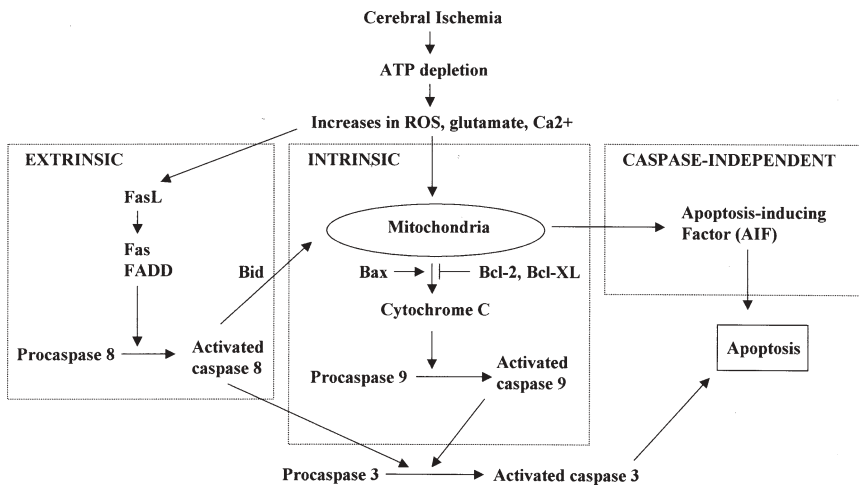 Cerebral Ischemia
ATP depletion
Increases in ROS, glutamate, Ca2+
EXTRINSIC
FasL
Fas
FADD
Bid
Procaspase 8
Activated
caspase 8
INTRINSIC
Mitochondria
Bax
Bcl-2, Bcl-XL
Cytochrome C
Procaspase 9
Activated
caspase 9
CASPASE-INDEPENDENT
Apoptosis-inducing
Factor (AIF)
Apoptosis
Procaspase 3
Activated caspase 3